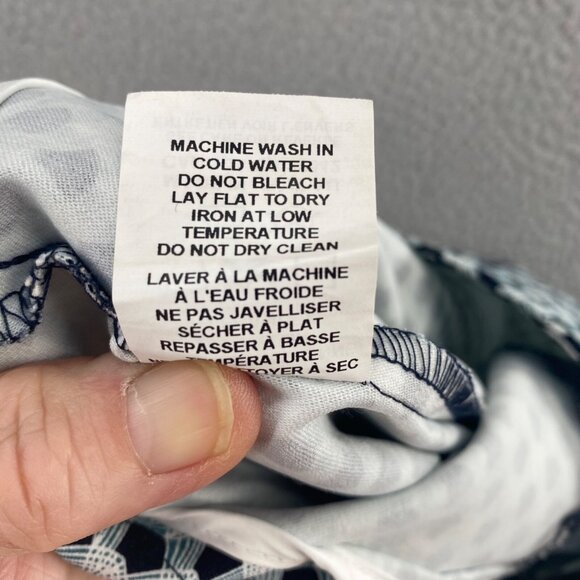 MACHINE WASH IN
COLD WATER
DO NOT BLEACH
LAY FLAT TO DRY
IRON AT LOW
TEMPERATURE
DO NOT DRY CLEAN
LAVER À LA MACHINE
À L'EAU FROIDE
NE PAS JAVELLISER
SÉCHER À PLAT
REPASSER À BASSE
TEMPÉRATURE
À SEC